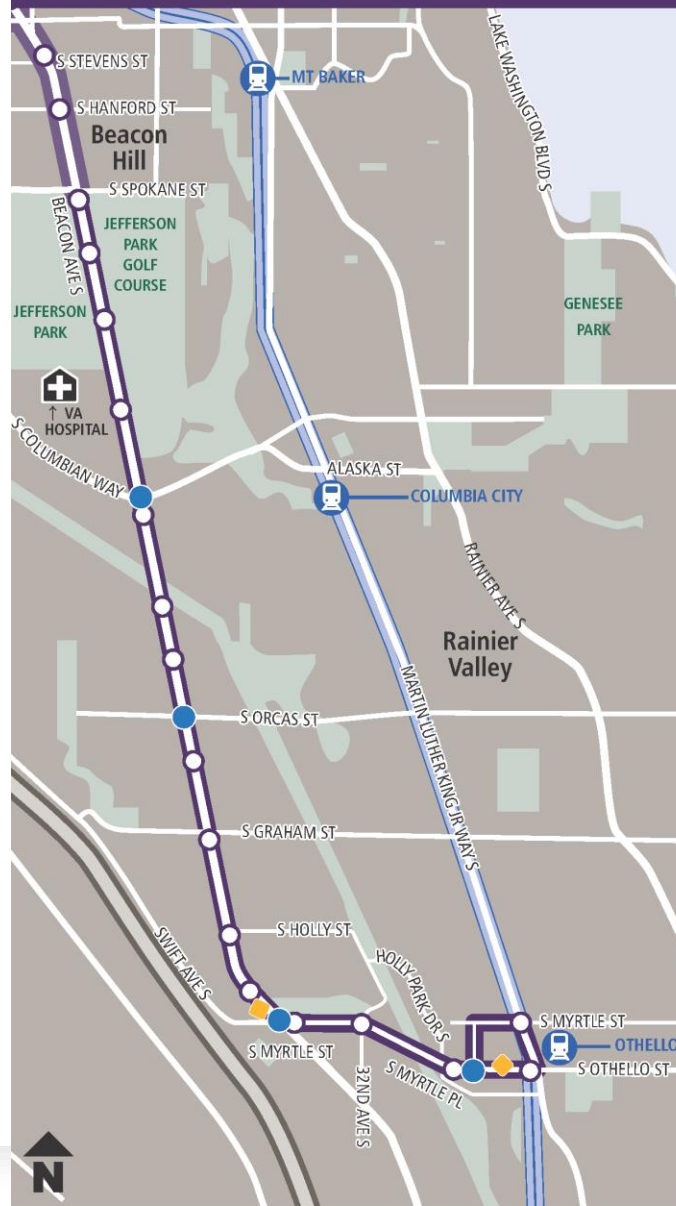 S STEVENS ST
MT BAKER
LAKE WASHINGTON BLVD S
S HANFORD ST
Beacon
Hill
S SPOKANE ST
BEACON AVE S
JEFFERSON
PARK
GOLF
COURSE
JEFFERSON
PARK
GENESEE
PARK
↑ VA
HOSPITAL
S COLUMBIAN WAY
ALASKA ST
COLUMBIA CITY
RAINIER AVE S
Rainier
Valley
MARTIN LUTHER KING JR WAY S
S ORCAS ST
S GRAHAM ST
S HOLLY ST
SWIFT AVE S
HOLLY PARK DR S
S MYRTLE ST
OTHELLO
S MYRTLE ST
S OTHELLO ST
S MYRTLE PL
32ND AVE S
N